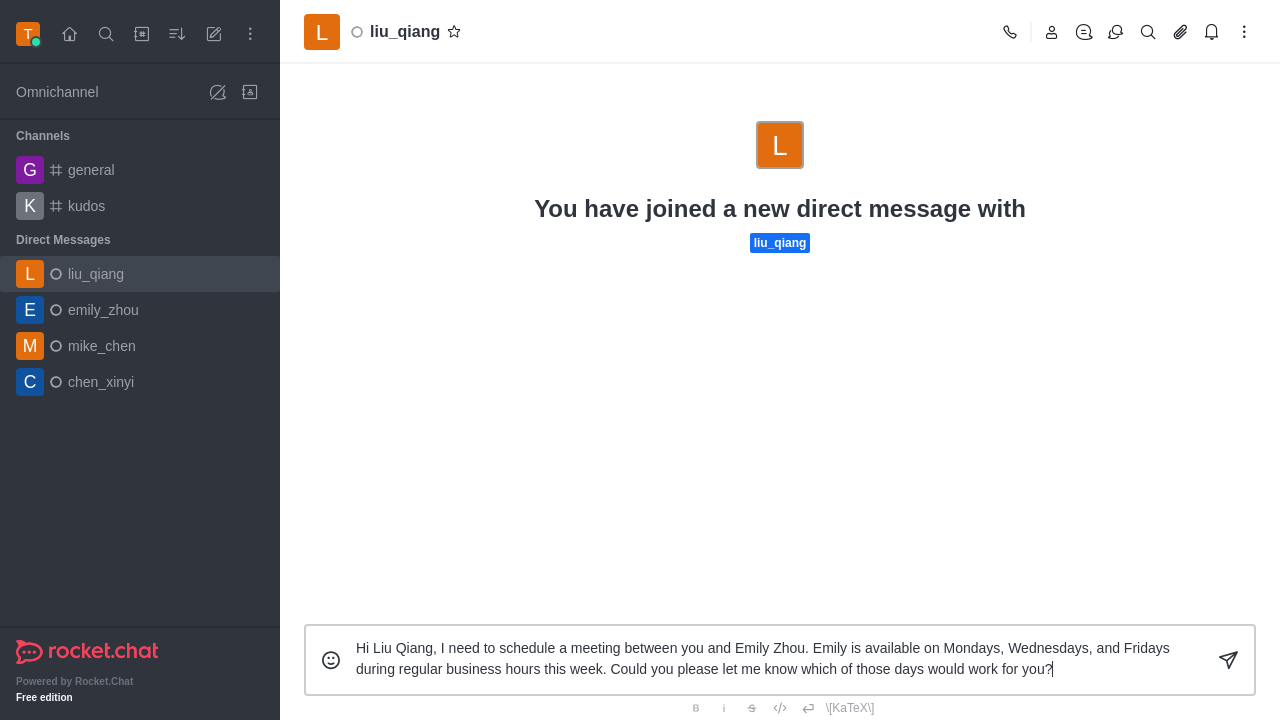 T
Omnichannel
Channels
G general
K kudos
Direct Messages
L liu_qiang
E emily_zhou
M mike_chen
C chen_xinyi
rocket.chat
Powered by Rocket.Chat
Free edition
L liu_qiang
L
You have joined a new direct message with
liu_qiang
Hi Liu Qiang, I need to schedule a meeting between you and Emily Zhou. Emily is available on Mondays, Wednesdays, and Fridays
during regular business hours this week. Could you please let me know which of those days would work for you?
B i S \[KaTeX\]